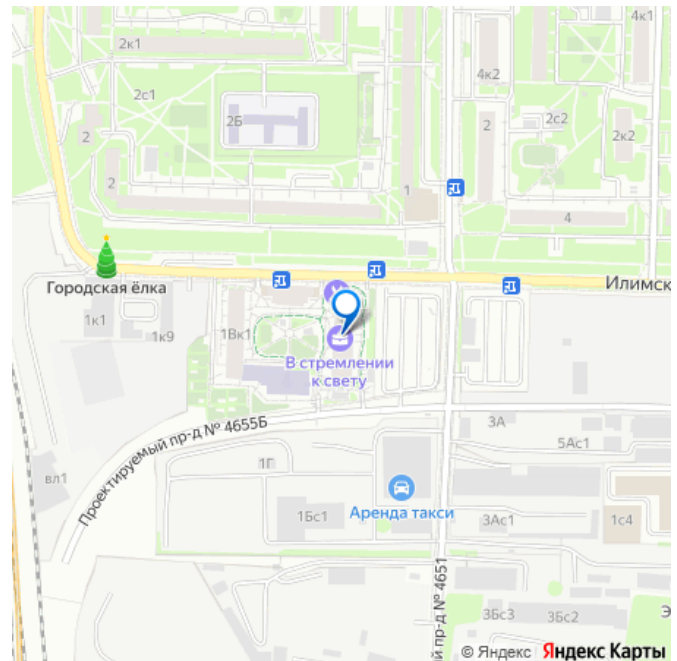 2к1
4к1
2с1
4к2
2Б
2
2с2
2
2к2
2
1
4
Городская ёлка
Илимск
1к1
1к9
1Вк1
В стремлении
к свету
Проектируемый пр-д № 4655Б
3А
5Ас1
вл1
1Г
Аренда такси
1Бс1
3Ас1
1с4
ый пр-д № 4651
3Бс3
3Бс2
Э
© Яндекс Яндекс Карты